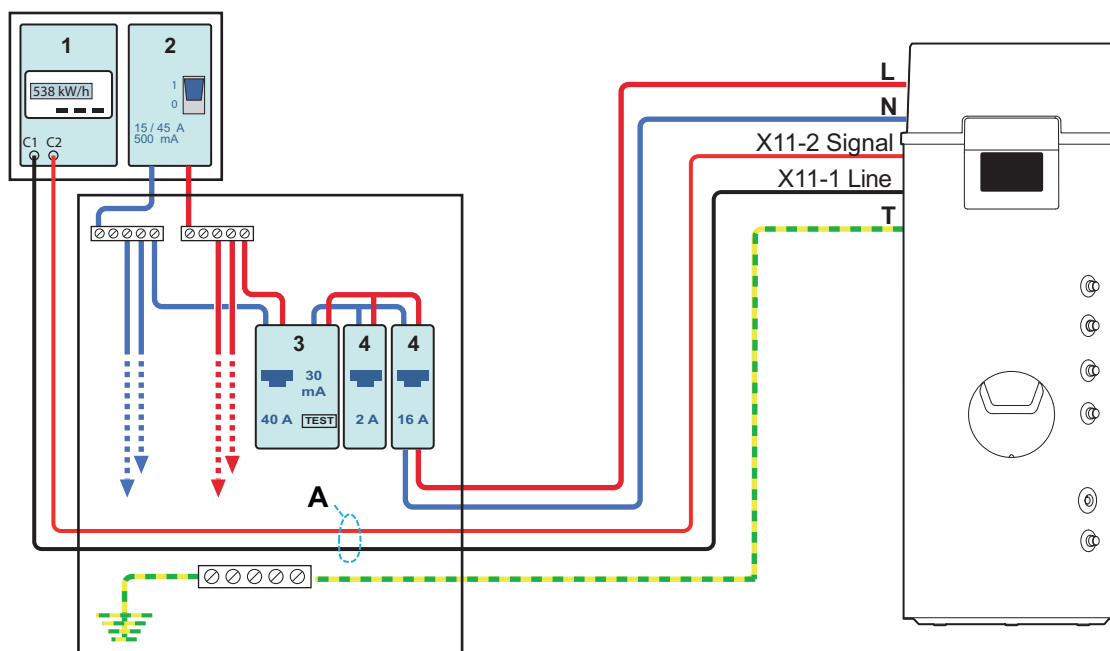 1
2
538 kW/h
1
0
15 / 45 A
500 mA
C1 C2
L
N
X11-2 Signal
X11-1 Line
T
3
4
4
30
mA
40 A
TEST
2 A
16 A
A